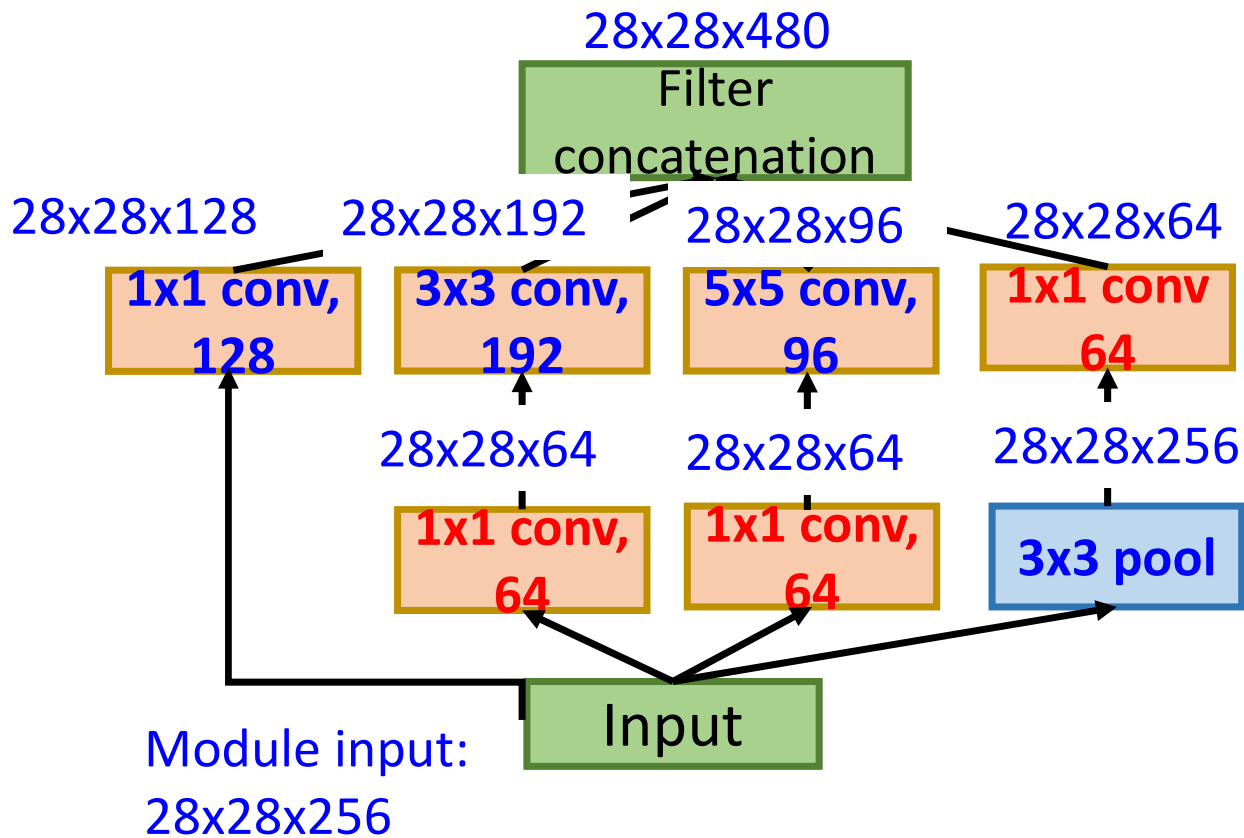 28x28x480
Filter
concatenation
28x28x128
28x28x192
28x28x96
28x28x64
1x1 conv,
128
3x3 conv,
192
5x5 conv,
96
1x1 conv
64
28x28x64
28x28x64
28x28x256
1x1 conv,
64
1x1 conv,
64
3x3 pool
Input
Module input:
28x28x256